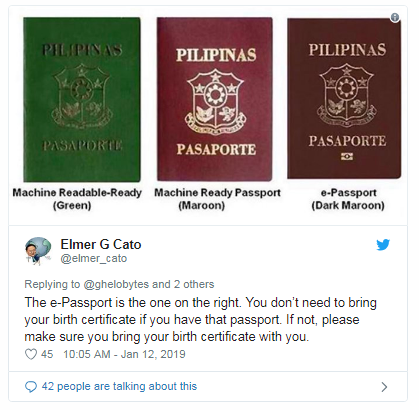 PILIPINAS
PASAPORTE
PILIPINAS
PASAPORTE
PILIPINAS
PASAPORTE
Machine Readable-Ready
(Green)
Machine Ready Passport
(Maroon)
e-Passport
(Dark Maroon)
Elmer G Cato
@elmer_cato
Replying to @ghelobytes and 2 others
The e-Passport is the one on the right. You don’t need to bring
your birth certificate if you have that passport. If not, please
make sure you bring your birth certificate with you.
45 10:05 AM - Jan 12, 2019
42 people are talking about this